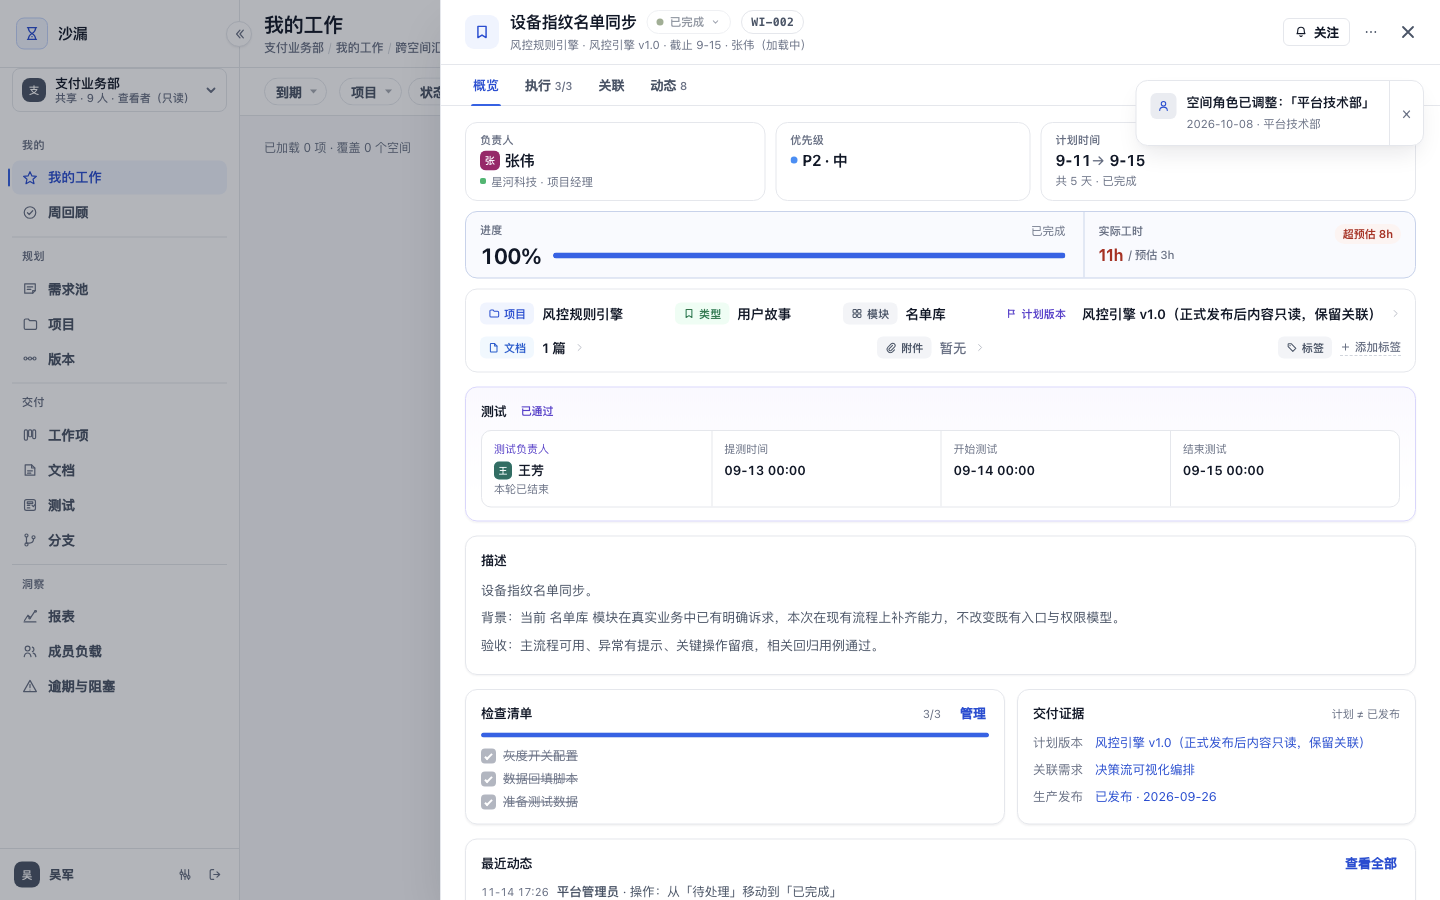 沙漏
支
支付业务部
共享 · 9 人 · 查看者（只读）
我的
我的工作
周回顾
规划
需求池
项目
版本
交付
工作项
文档
测试
分支
洞察
报表
成员负载
逾期与阻塞
吴
吴军
我的工作
支付业务部 / 我的工作 / 跨空间汇
到期
项目
状态
已加载 0 项 · 覆盖 0 个空间
设备指纹名单同步
已完成
WI-002
风控规则引擎 · 风控引擎 v1.0 · 截止 9-15 · 张伟（加载中）
关注
概览
执行 3/3
关联
动态 8
空间角色已调整：「平台技术部」
2026-10-08 · 平台技术部
负责人
张
张伟
星河科技 · 项目经理
优先级
P2 · 中
计划时间
9-11→ 9-15
共 5 天 · 已完成
进度
已完成
100%
实际工时
超预估 8h
11h / 预估 3h
项目 风控规则引擎
类型 用户故事
模块 名单库
计划版本 风控引擎 v1.0（正式发布后内容只读，保留关联）
文档 1 篇
附件 暂无
标签 + 添加标签
测试 已通过
测试负责人
王
王芳
本轮已结束
提测时间
09-13 00:00
开始测试
09-14 00:00
结束测试
09-15 00:00
描述
设备指纹名单同步。
背景：当前 名单库 模块在真实业务中已有明确诉求，本次在现有流程上补齐能力，不改变既有入口与权限模型。
验收：主流程可用、异常有提示、关键操作留痕，相关回归用例通过。
检查清单
3/3
管理
灰度开关配置
数据回填脚本
准备测试数据
交付证据
计划 ≠ 已发布
计划版本 风控引擎 v1.0（正式发布后内容只读，保留关联）
关联需求 决策流可视化编排
生产发布 已发布 · 2026-09-26
最近动态
查看全部
11-14 17:26 平台管理员 · 操作：从「待处理」移动到「已完成」